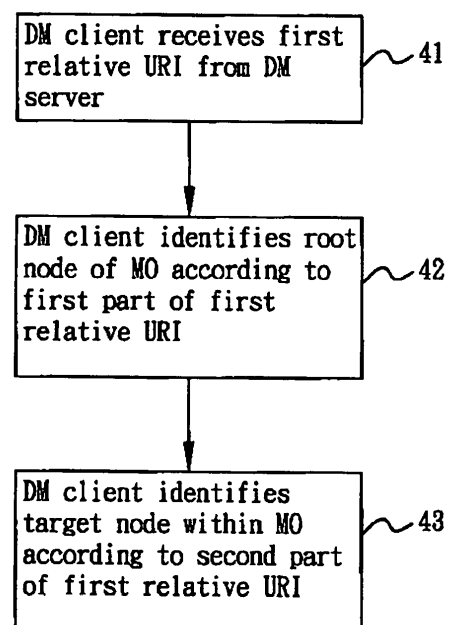 DM client receives first
relative URI from DM
server
41
DM client identifies root
node of MO according to
first part of first
relative URI
42
DM client identifies
target node within MO
according to second part
of first relative URI
43